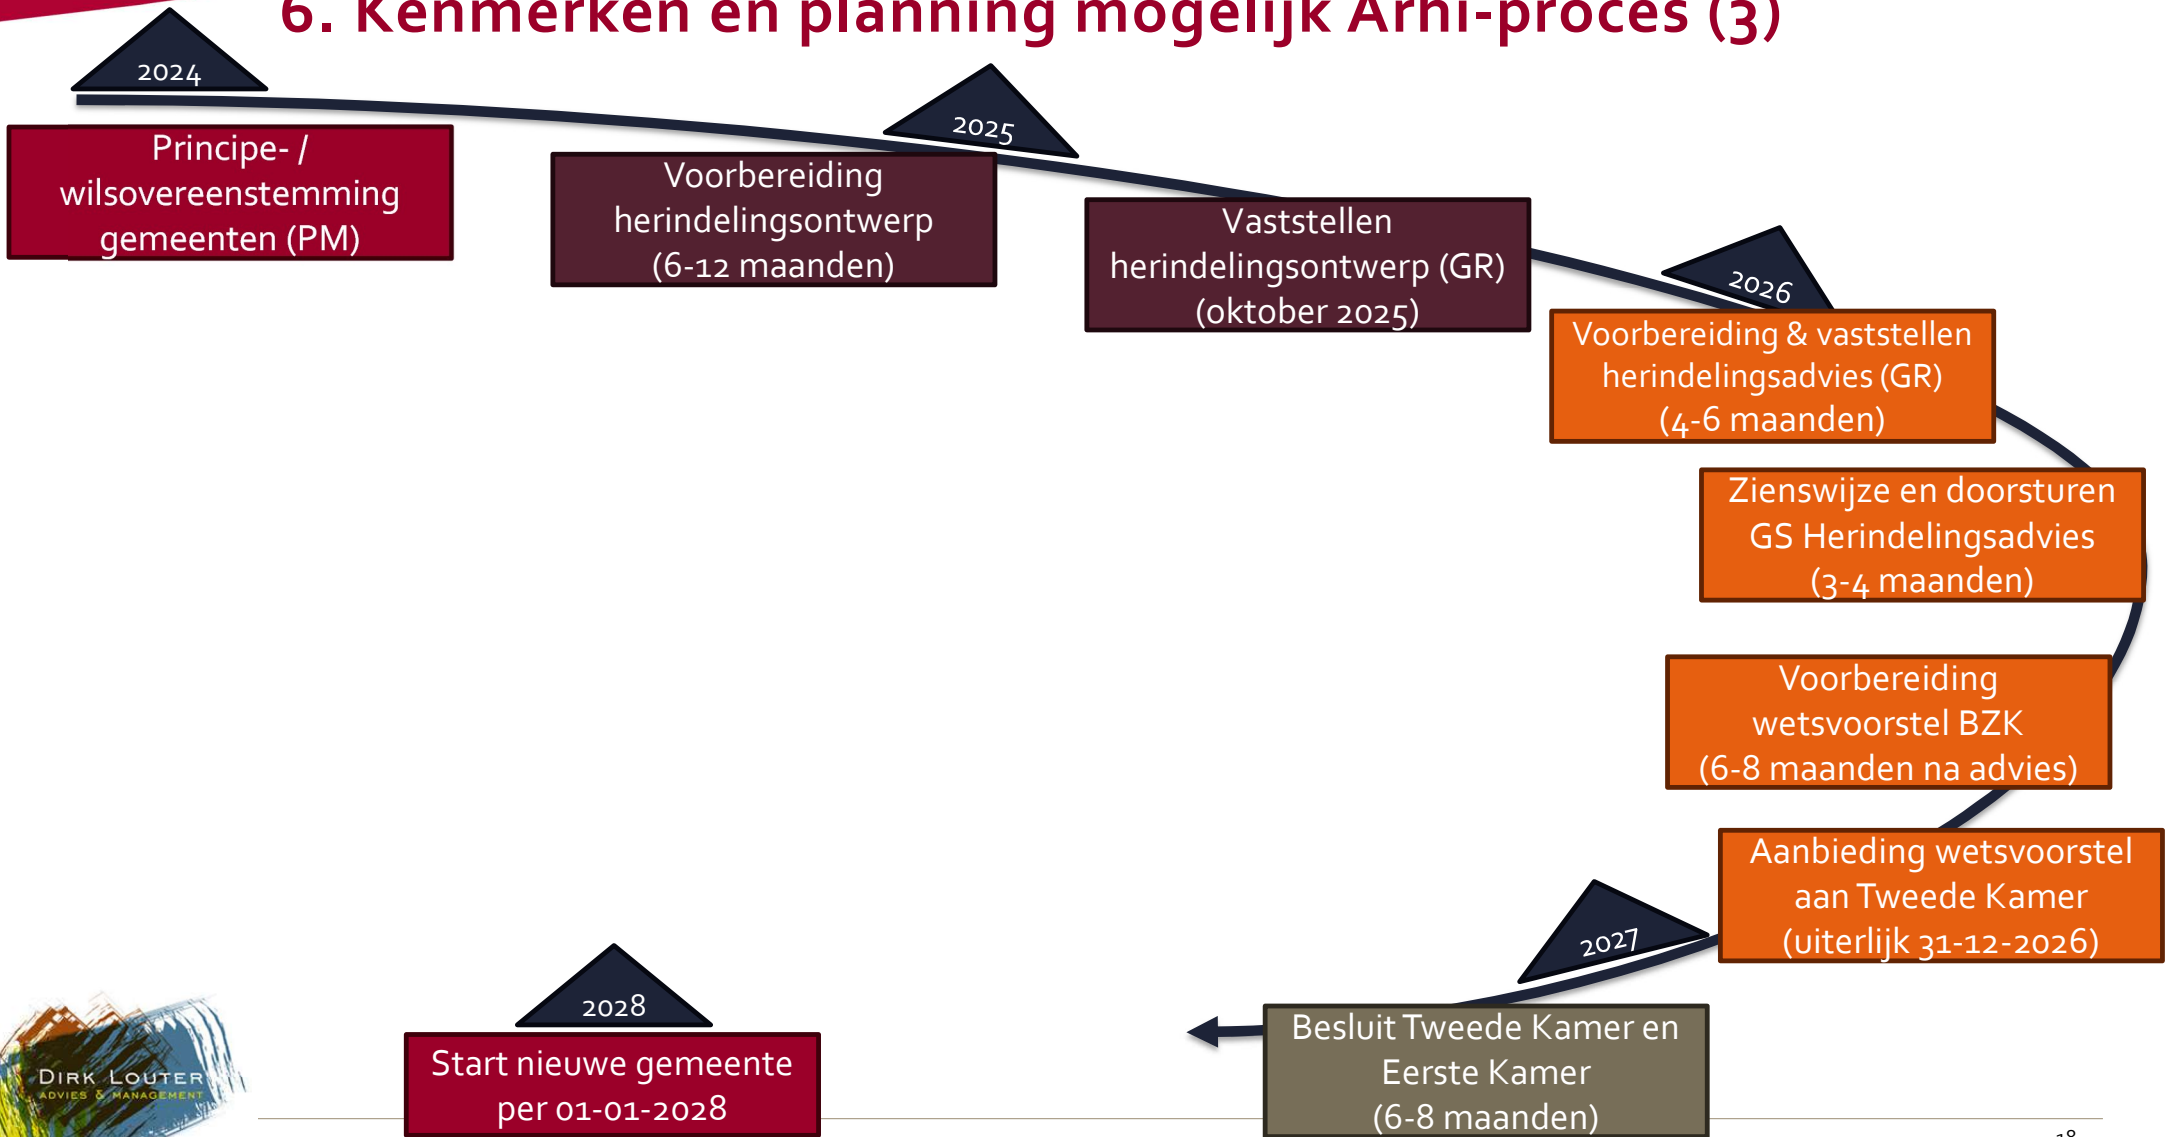 6. Kenmerken en planning mogelijk Arhi-proces (3)
2024
Principe- /
wilsovereenstemming
gemeenten (PM)
2025
Voorbereiding
herindelingsontwerp
(6-12 maanden)
Vaststellen
herindelingsontwerp (GR)
(oktober 2025)
2026
Voorbereiding & vaststellen
herindelingsadvies (GR)
(4-6 maanden)
Zienswijze en doorsturen
GS Herindelingsadvies
(3-4 maanden)
Voorbereiding
wetsvoorstel BZK
(6-8 maanden na advies)
Aanbieding wetsvoorstel
aan Tweede Kamer
(uiterlijk 31-12-2026)
2027
Besluit Tweede Kamer en
Eerste Kamer
(6-8 maanden)
2028
Start nieuwe gemeente
per 01-01-2028
DIRK LOUTER
ADVIES & MANAGEMENT
18